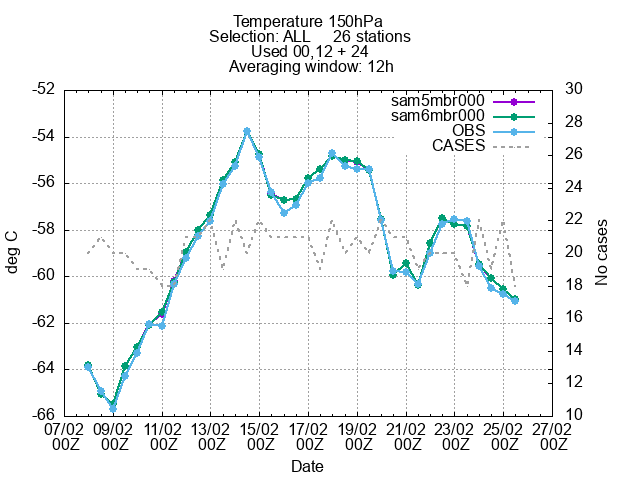 Temperature 150hPa
Selection: ALL 26 stations
Used 00,12 + 24
Averaging window: 12h
sam5mbr000
sam6mbr000
OBS
CASES
-52
-54
-56
-58
-60
-62
-64
-66
deg C
30
28
26
24
22
20
18
16
14
12
10
No cases
07/02 09/02 11/02 13/02 15/02 17/02 19/02 21/02 23/02 25/02 27/02
00Z 00Z 00Z 00Z 00Z 00Z 00Z 00Z 00Z 00Z 00Z
Date